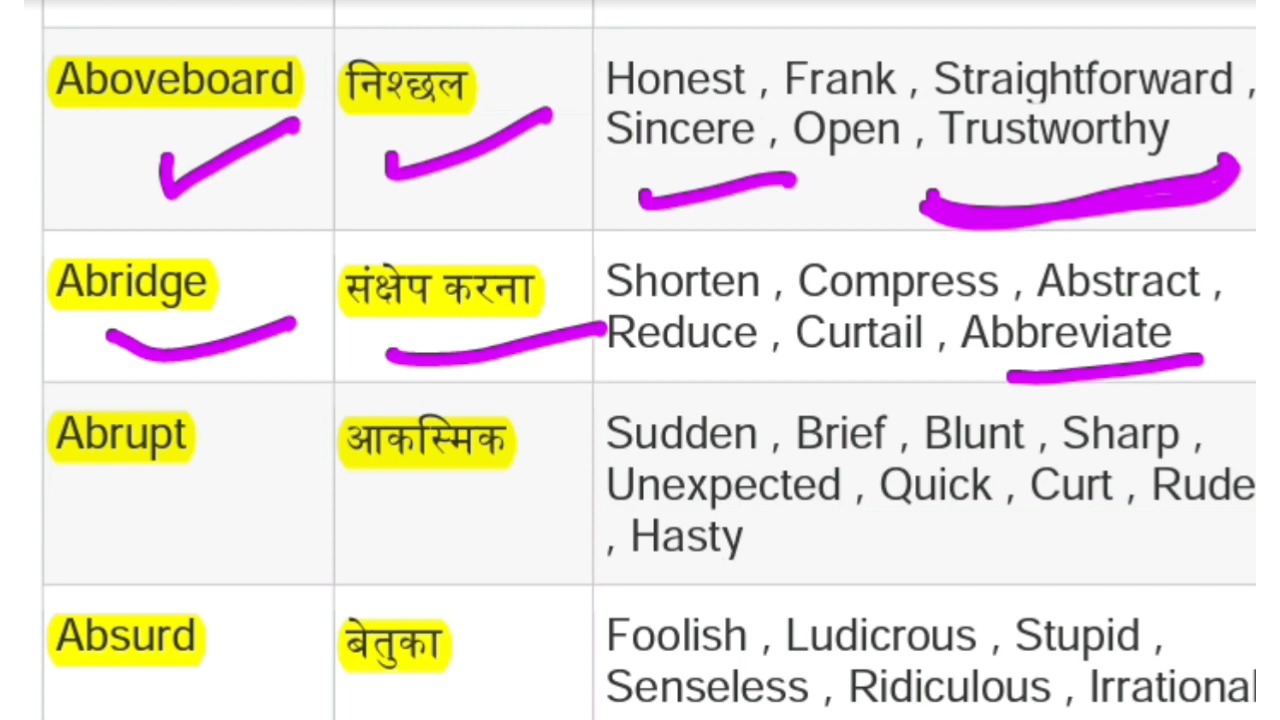 Aboveboard
निश्छल
Honest , Frank , Straightforward ,
Sincere , Open , Trustworthy
Abridge
संक्षेप करना
Shorten , Compress , Abstract ,
Reduce , Curtail , Abbreviate
Abrupt
आकस्मिक
Sudden , Brief , Blunt , Sharp ,
Unexpected , Quick , Curt , Rude
, Hasty
Absurd
बेतुका
Foolish , Ludicrous , Stupid ,
Senseless , Ridiculous , Irrational